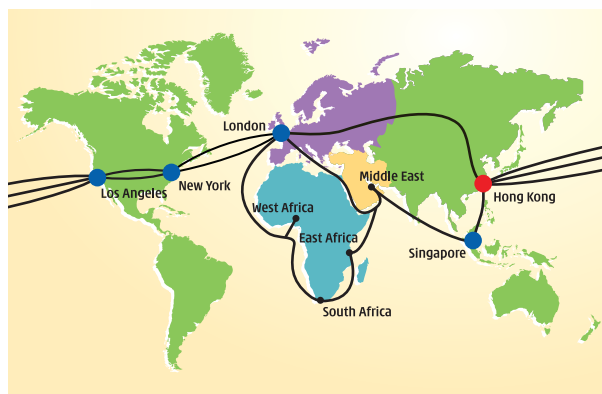 London
Middle East
New York
Los Angeles
Hong Kong
West Africa
East Africa
Singapore
South Africa